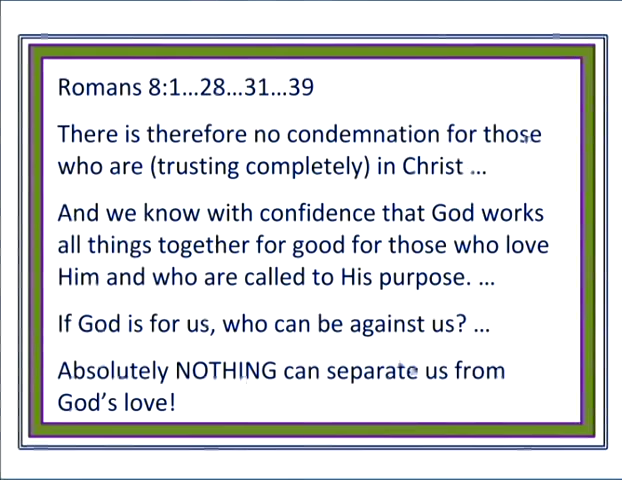 Romans 8:1...28...31...39
There is therefore no condemnation for those
who are (trusting completely) in Christ ...
And we know with confidence that God works
all things together for good for those who love
Him and who are called to His purpose. ...
If God is for us, who can be against us? ...
Absolutely NOTHING can separate us from
God's love!